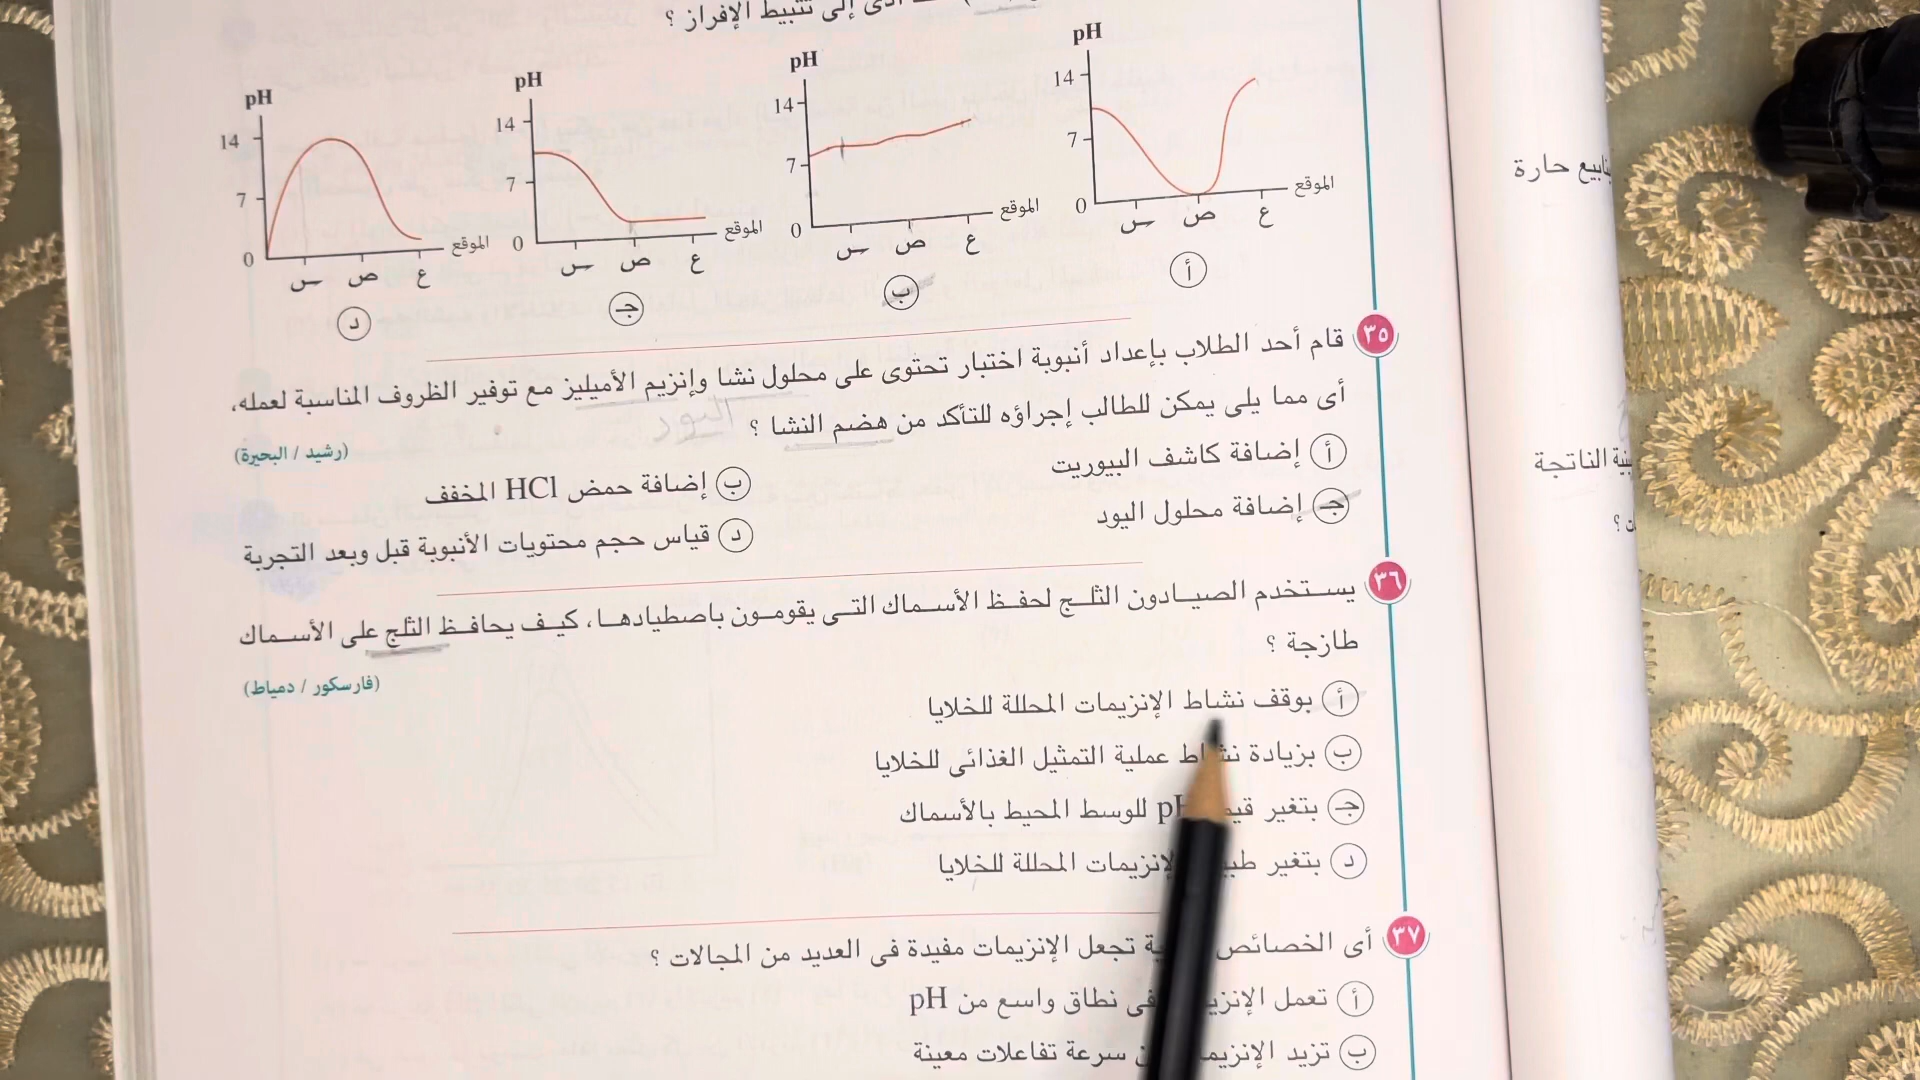 أدى إلى تثبيط الإفراز ؟
pH
14
7
0
س ص ع
الموقع
أ
pH
14
7
0
س ص ع
الموقع
ب
pH
14
7
0
س ص ع
الموقع
جـ
pH
14
7
0
س ص ع
الموقع
د
٣٥ قام أحد الطلاب بإعداد أنبوبة اختبار تحتوى على محلول نشا وإنزيم الأميليز مع توفير الظروف المناسبة لعمله،
أى مما يلى يمكن للطالب إجراؤه للتأكد من هضم النشا ؟
(رشيد / البحيرة)
أ إضافة كاشف البيوريت
ب إضافة حمض HCl المخفف
جـ إضافة محلول اليود
د قياس حجم محتويات الأنبوبة قبل وبعد التجربة
٣٦ يستخدم الصيادون الثلج لحفظ الأسماك التى يقومون باصطيادها، كيف يحافظ الثلج على الأسماك
طازجة ؟
(فارسكور / دمياط)
أ بوقف نشاط الإنزيمات المحللة للخلايا
ب بزيادة نشاط عملية التمثيل الغذائى للخلايا
جـ بتغير pH للوسط المحيط بالأسماك
د بتغير الإنزيمات المحللة للخلايا
٣٧ أى الخصائص تجعل الإنزيمات مفيدة فى العديد من المجالات ؟
أ تعمل فى نطاق واسع من pH
ب تزيد سرعة تفاعلات معينة
ينابيع حارة
الناتجة